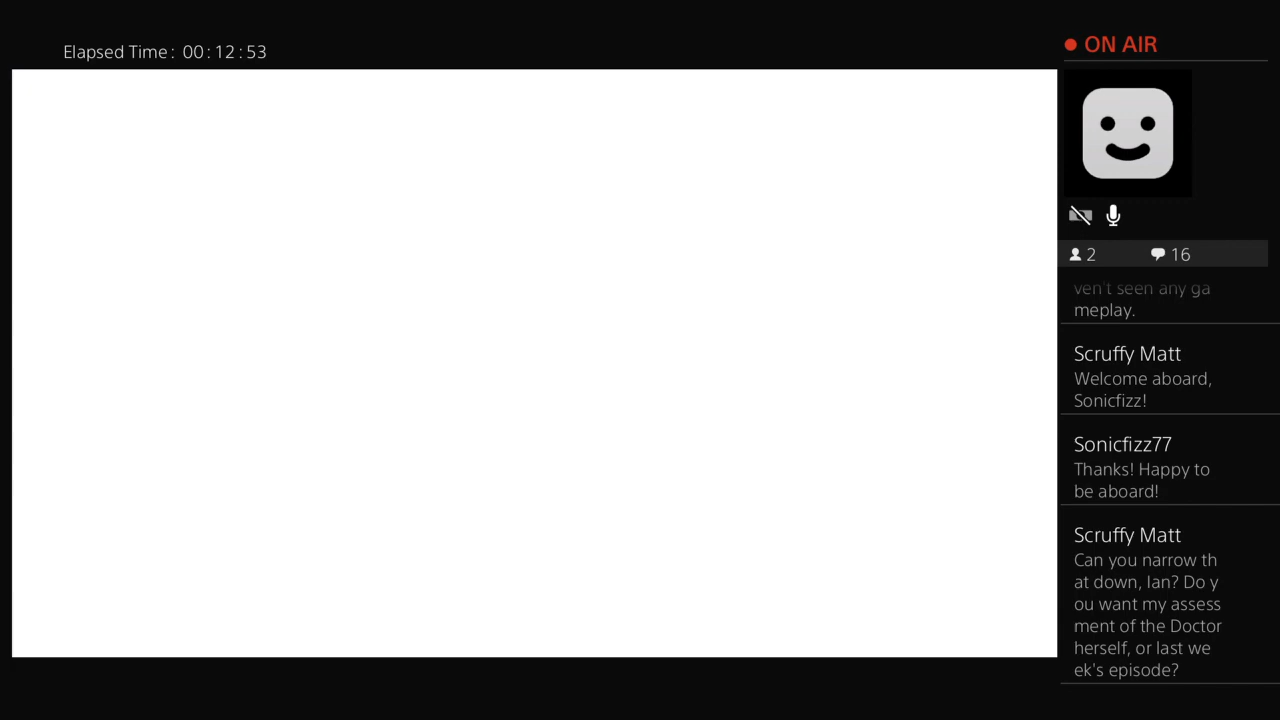 Elapsed Time: 00:12:53
ON AIR
2 16
ven't seen any ga
meplay.
Scruffy Matt
Welcome aboard,
Sonicfizz!
Sonicfizz77
Thanks! Happy to
be aboard!
Scruffy Matt
Can you narrow th
at down, Ian? Do y
ou want my assess
ment of the Doctor
herself, or last we
ek's episode?